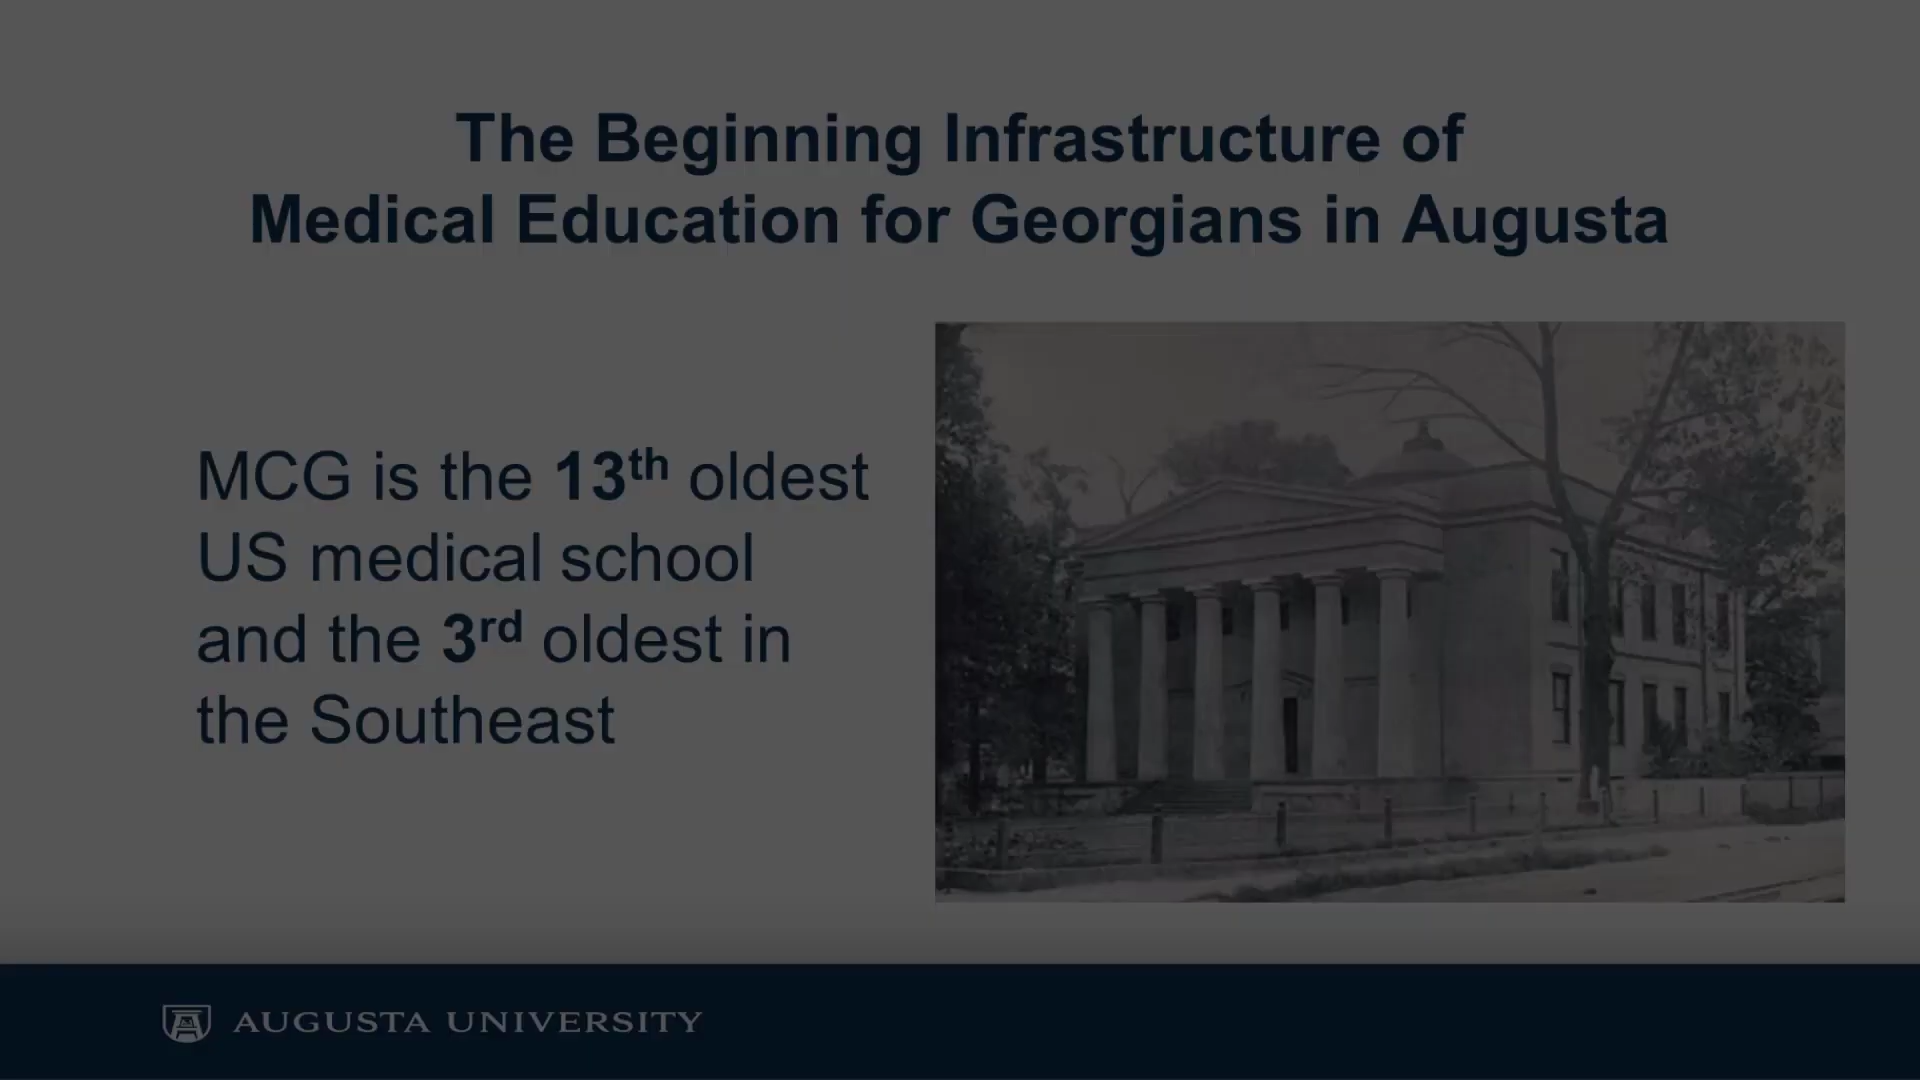 The Beginning Infrastructure of
Medical Education for Georgians in Augusta
MCG is the 13th oldest
US medical school
and the 3rd oldest in
the Southeast
AUGUSTA UNIVERSITY